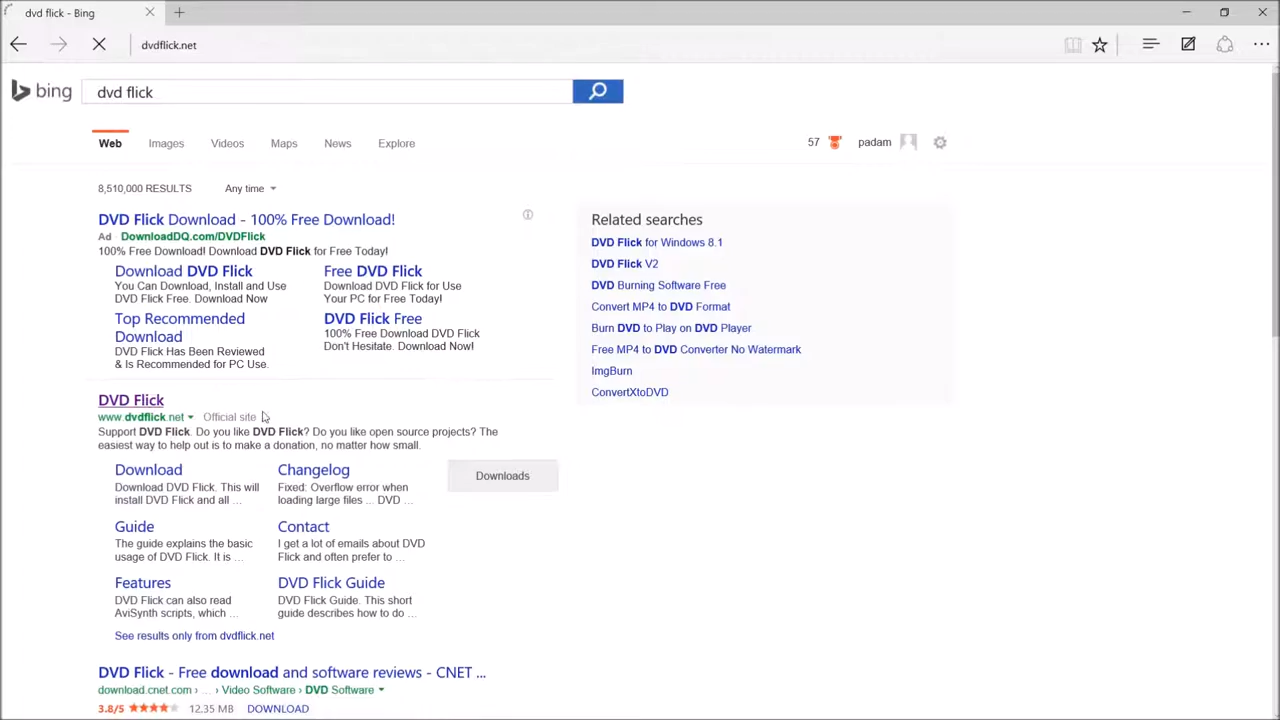 dvd flick - Bing
dvdflick.net
bing
dvd flick
Web Images Videos Maps News Explore
57 padam
8,510,000 RESULTS Any time
DVD Flick Download - 100% Free Download!
Ad DownloadDQ.com/DVDFlick
100% Free Download! Download DVD Flick for Free Today!
Download DVD Flick
You Can Download, Install and Use
DVD Flick Free. Download Now
Free DVD Flick
Download DVD Flick for Use
Your PC for Free Today!
Top Recommended
Download
DVD Flick Has Been Reviewed
& Is Recommended for PC Use.
DVD Flick Free
100% Free Download DVD Flick
Don't Hesitate. Download Now!
Related searches
DVD Flick for Windows 8.1
DVD Flick V2
DVD Burning Software Free
Convert MP4 to DVD Format
Burn DVD to Play on DVD Player
Free MP4 to DVD Converter No Watermark
ImgBurn
ConvertXtoDVD
DVD Flick
www.dvdflick.net Official site
Support DVD Flick. Do you like DVD Flick? Do you like open source projects? The
easiest way to help out is to make a donation, no matter how small.
Download
Download DVD Flick. This will
install DVD Flick and all ...
Changelog
Fixed: Overflow error when
loading large files ... DVD ...
Downloads
Guide
The guide explains the basic
usage of DVD Flick. It is ...
Contact
I get a lot of emails about DVD
Flick and often prefer to ...
Features
DVD Flick can also read
AviSynth scripts, which ...
DVD Flick Guide
DVD Flick Guide. This short
guide describes how to do ...
See results only from dvdflick.net
DVD Flick - Free download and software reviews - CNET ...
download.cnet.com › ... › Video Software › DVD Software
3.8/5 12.35 MB DOWNLOAD